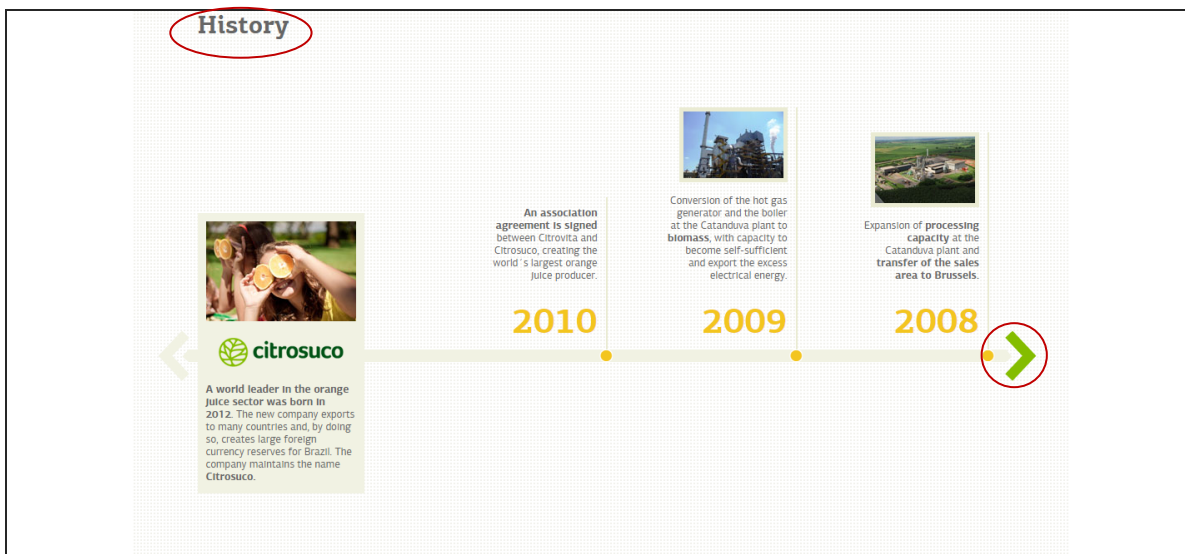 History
citrosuco
A world leader in the orange
juice sector was born in
2012. The new company exports
to many countries and, by doing
so, creates large foreign
currency reserves for Brazil. The
company maintains the name
Citrosuco.
An association
agreement is signed
between Citrovita and
Citrosuco, creating the
world´s largest orange
juice producer.
2010
Conversion of the hot gas
generator and the boiler
at the Catanduva plant to
biomass, with capacity to
become self-sufficient
and export the excess
electrical energy.
2009
Expansion of processing
capacity at the
Catanduva plant and
transfer of the sales
area to Brussels.
2008